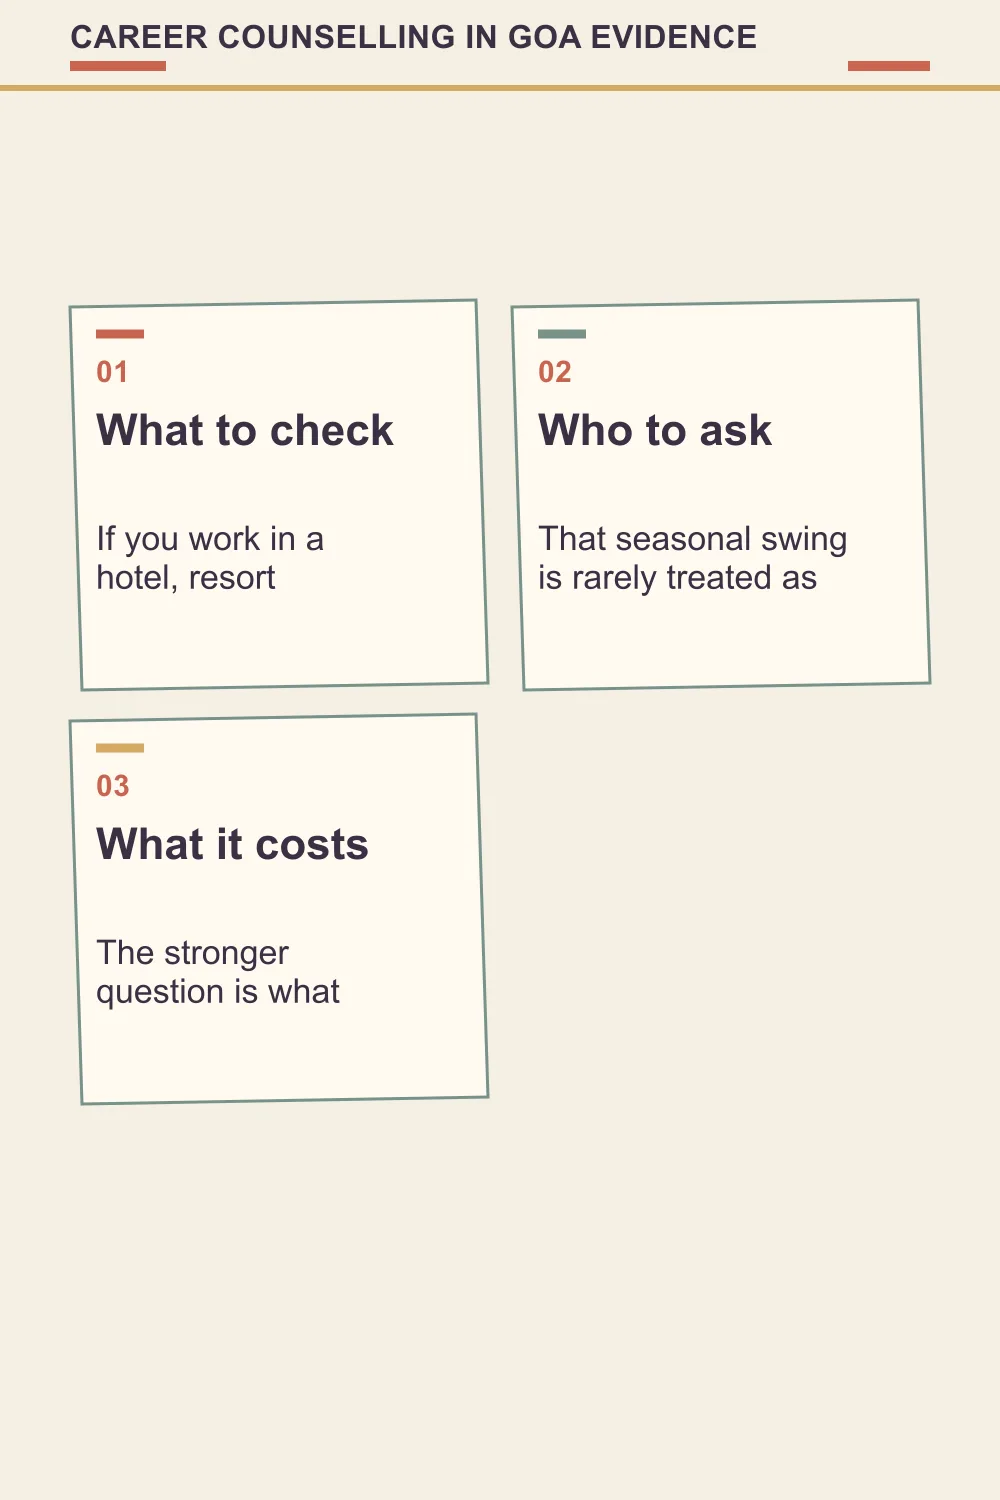 CAREER COUNSELLING IN GOA EVIDENCE
01
What to check
If you work in a
hotel, resort
02
Who to ask
That seasonal swing
is rarely treated as
03
What it costs
The stronger
question is what